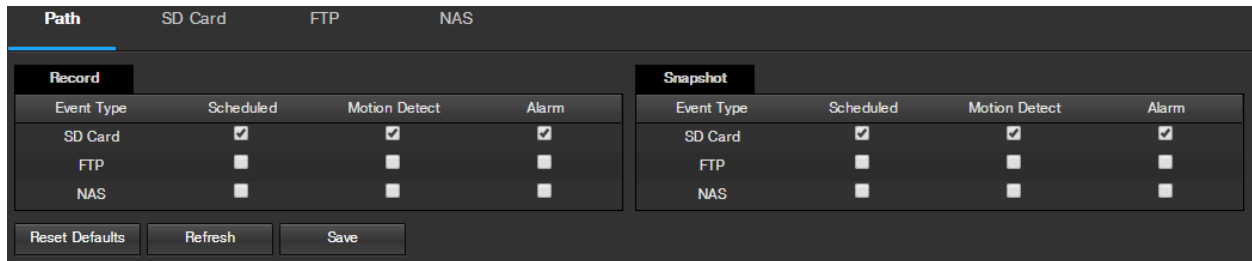 Path SD Card FTP NAS
Record
Event Type Scheduled Motion Detect Alarm
SD Card
FTP
NAS
Snapshot
Event Type Scheduled Motion Detect Alarm
SD Card
FTP
NAS
Reset Defaults Refresh Save